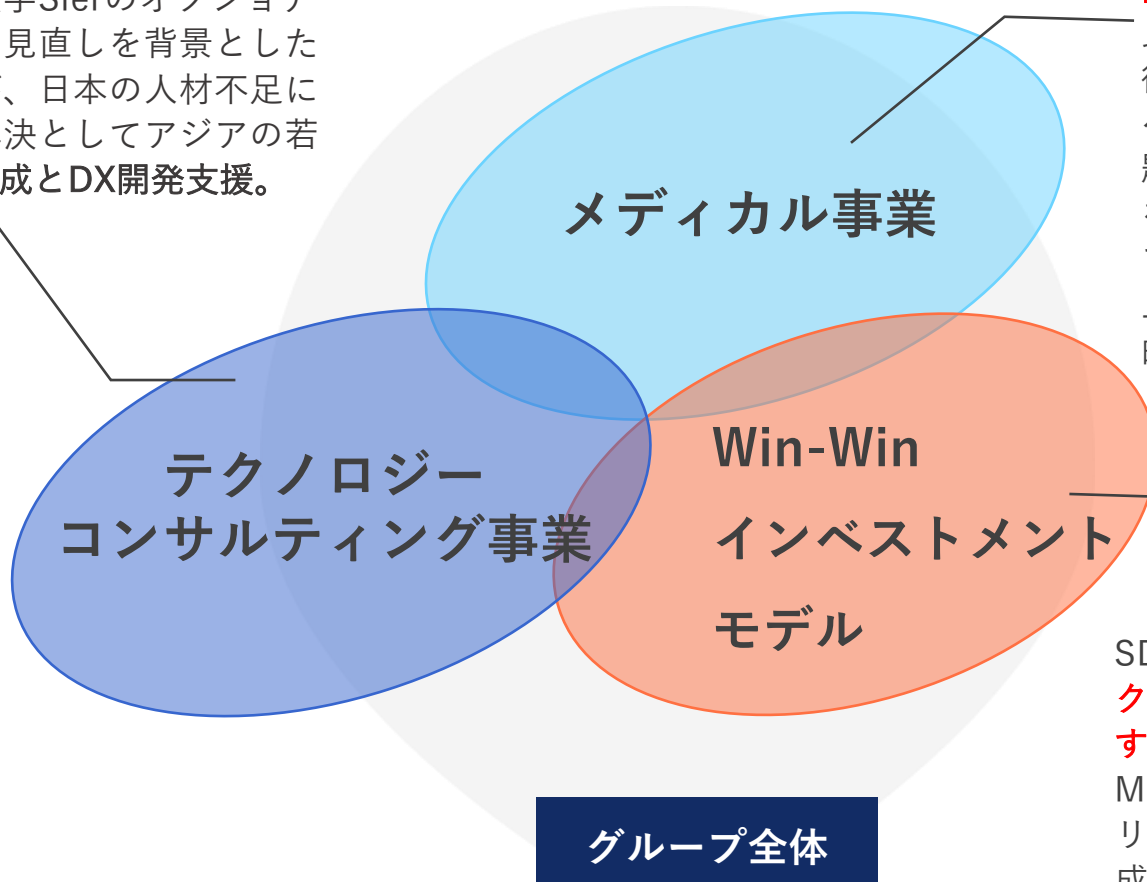 見直しを背景とした
、日本の人材不足に
決としてアジアの若
成とDX開発支援。
メディカル事業
テクノロジー
コンサルティング事業
Win-Win
インベストメント
モデル
グループ全体
ク
す
M
リ